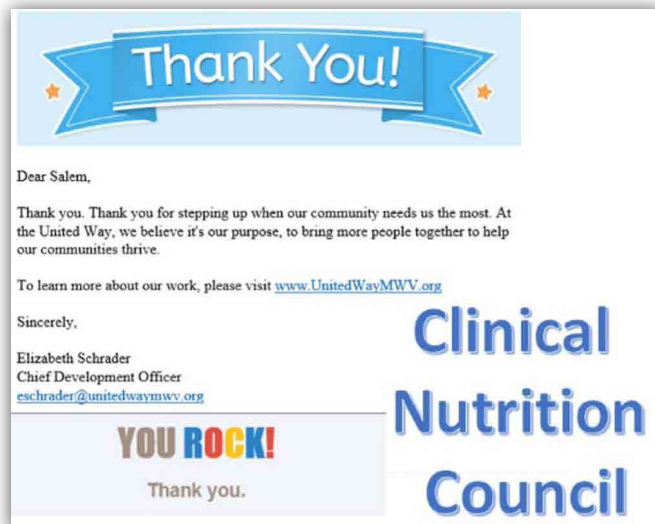 Thank You!
Dear Salem,
Thank you. Thank you for stepping up when our community needs us the most. At
the United Way, we believe it's our purpose, to bring more people together to help
our communities thrive.
To learn more about our work, please visit www.UnitedWayMWV.org
Sincerely,
Elizabeth Schrader
Chief Development Officer
eschrader@unitedwaymwv.org
YOU ROCK!
Thank you.
Clinical
Nutrition
Council